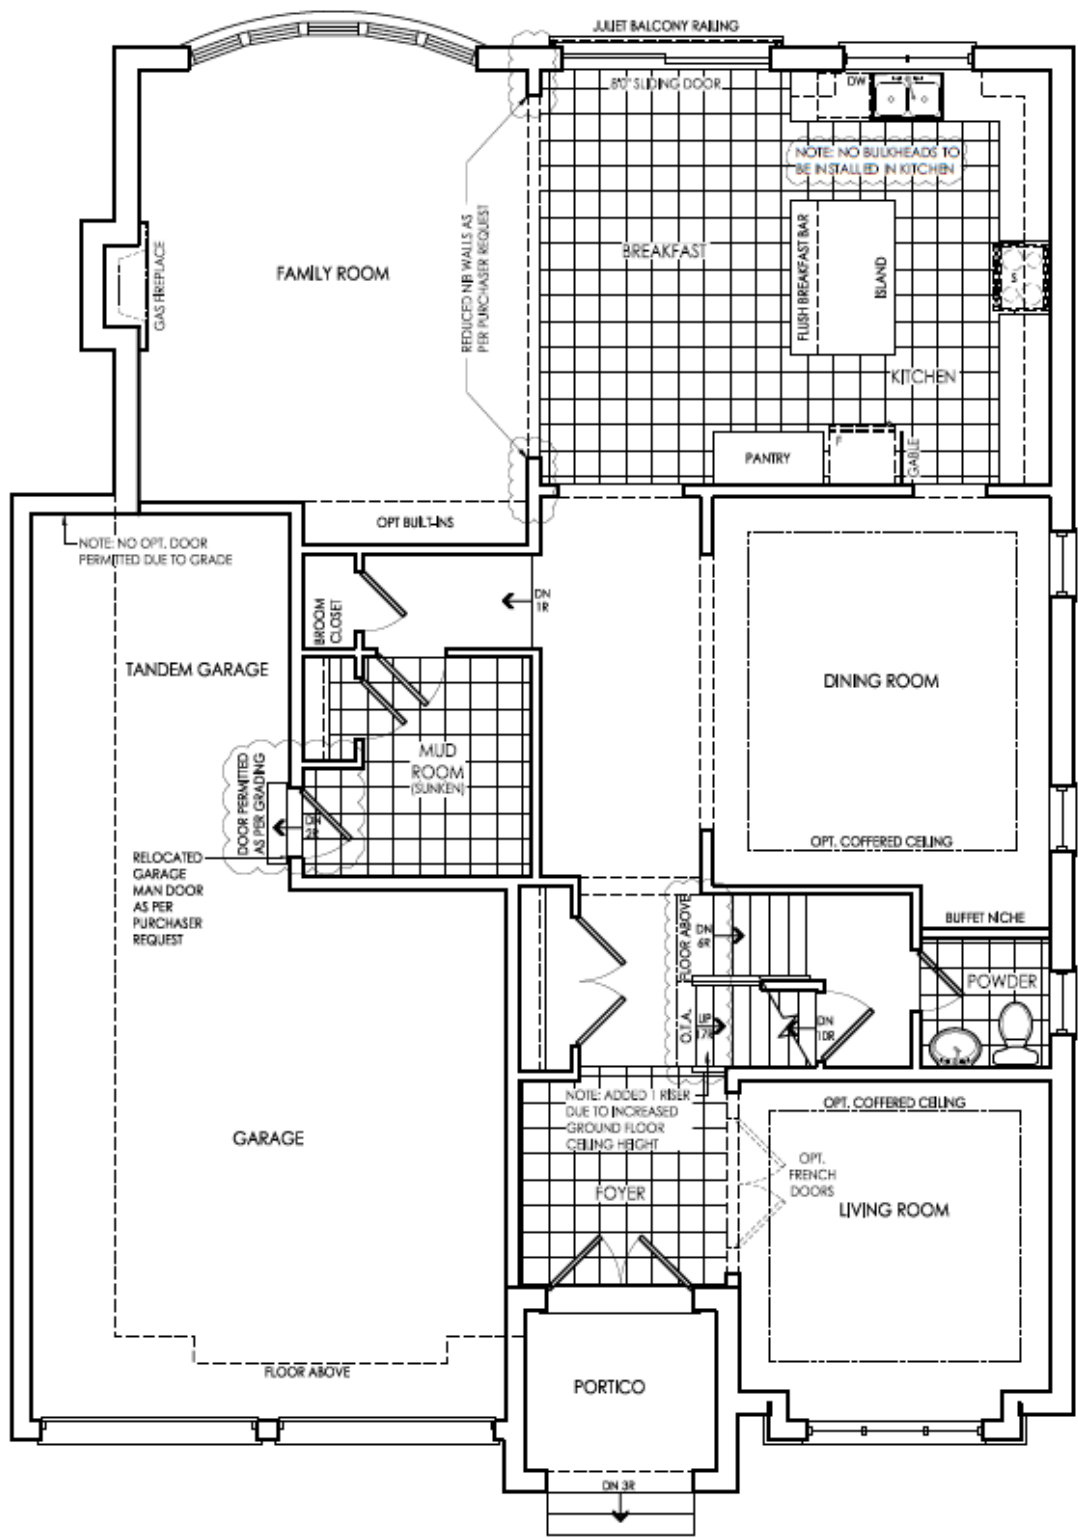 JULIET BALCONY RAILING
8'0" SLIDING DOOR
DW
NOTE: NO BULKHEADS TO
BE INSTALLED IN KITCHEN
FAMILY ROOM
GAS FIREPLACE
REDUCED NIB WALLS AS
PER PURCHASER REQUEST
BREAKFAST
FLUSH BREAKFAST BAR
ISLAND
S
KITCHEN
PANTRY
F
GABLE
OPT BUILT-INS
NOTE: NO OPT. DOOR
PERMITTED DUE TO GRADE
BROOM
CLOSET
DN
1R
TANDEM GARAGE
DINING ROOM
MUD
ROOM
(SUNKEN)
DOOR PERMITTED
AS PER GRADING
DN
2R
OPT. COFFERED CEILING
RELOCATED
GARAGE
MAN DOOR
AS PER
PURCHASER
REQUEST
FLOOR ABOVE
DN
6R
BUFFET NICHE
POWDER
O.T.A.
UP
17R
DN
10R
NOTE: ADDED 1 RISER
DUE TO INCREASED
GROUND FLOOR
CEILING HEIGHT
OPT. COFFERED CEILING
GARAGE
OPT.
FRENCH
DOORS
FOYER
LIVING ROOM
FLOOR ABOVE
PORTICO
DN 3R